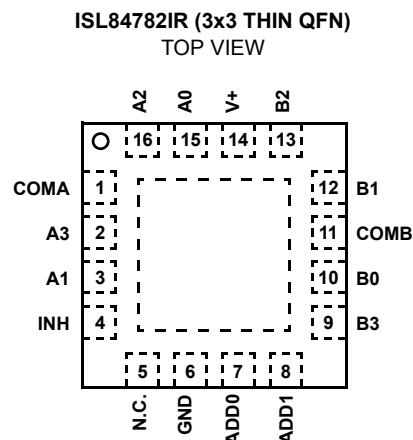 ISL84782IR (3x3 THIN QFN)
TOP VIEW
A2 A0 V+ B2
16 15 14 13
COMA 1 12 B1
A3 2 11 COMB
A1 3 10 B0
INH 4 9 B3
5 6 7 8
N.C. GND ADD0 ADD1